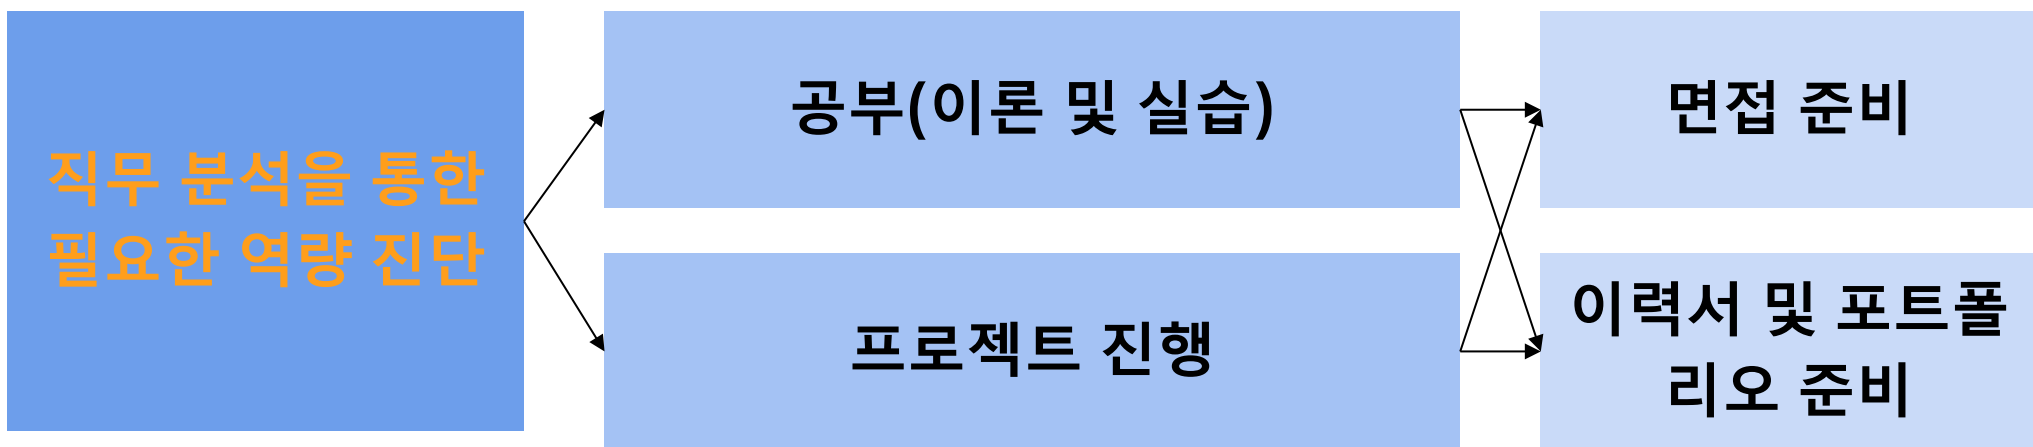 직무 분석을 통한
필요한 역량 진단
공부(이론 및 실습)
프로젝트 진행
면접 준비
이력서 및 포트폴
리오 준비